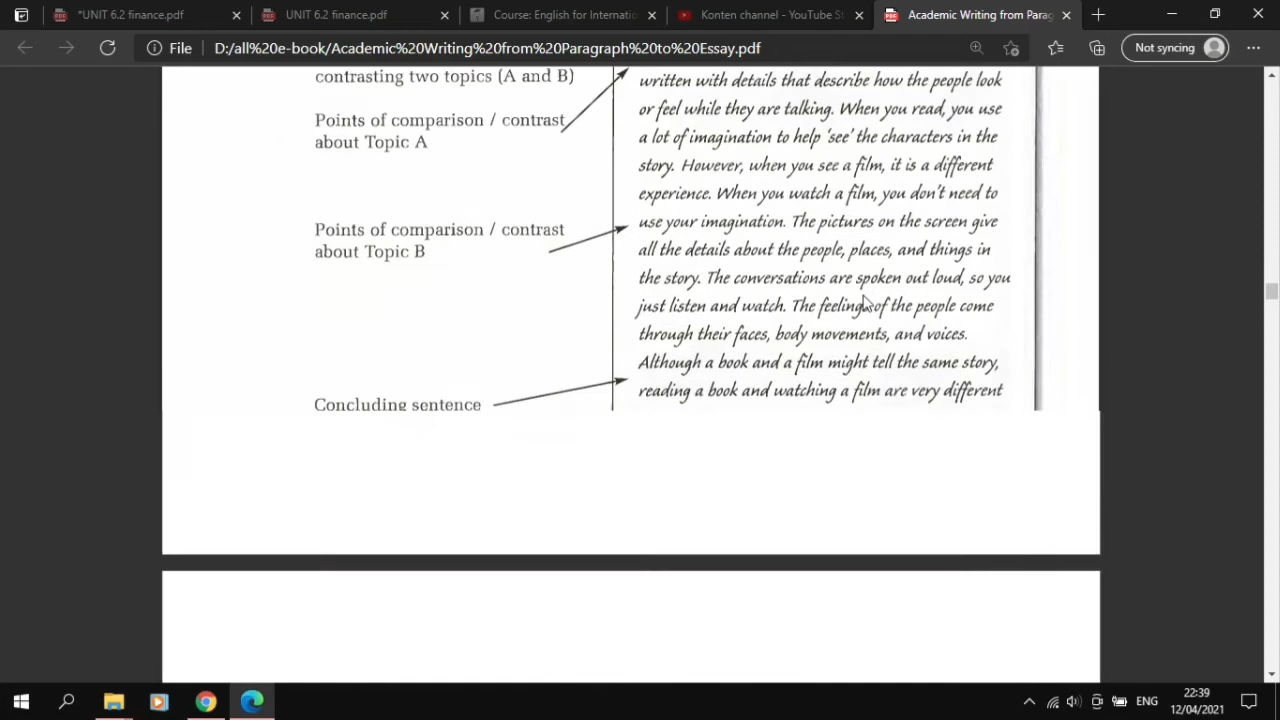 *UNIT 6.2 finance.pdf
UNIT 6.2 finance.pdf
Course: English for Internatio
Konten channel - YouTube St
Academic Writing from Parag
File
D:/all%20e-book/Academic%20Writing%20from%20Paragraph%20to%20Essay.pdf
Not syncing
contrasting two topics (A and B)
Points of comparison / contrast
about Topic A
Points of comparison / contrast
about Topic B
Concluding sentence
written with details that describe how the people look
or feel while they are talking. When you read, you use
a lot of imagination to help 'see' the characters in the
story. However, when you see a film, it is a different
experience. When you watch a film, you don't need to
use your imagination. The pictures on the screen give
all the details about the people, places, and things in
the story. The conversations are spoken out loud, so you
just listen and watch. The feelings of the people come
through their faces, body movements, and voices.
Although a book and a film might tell the same story,
reading a book and watching a film are very different
ENG
22:39
12/04/2021